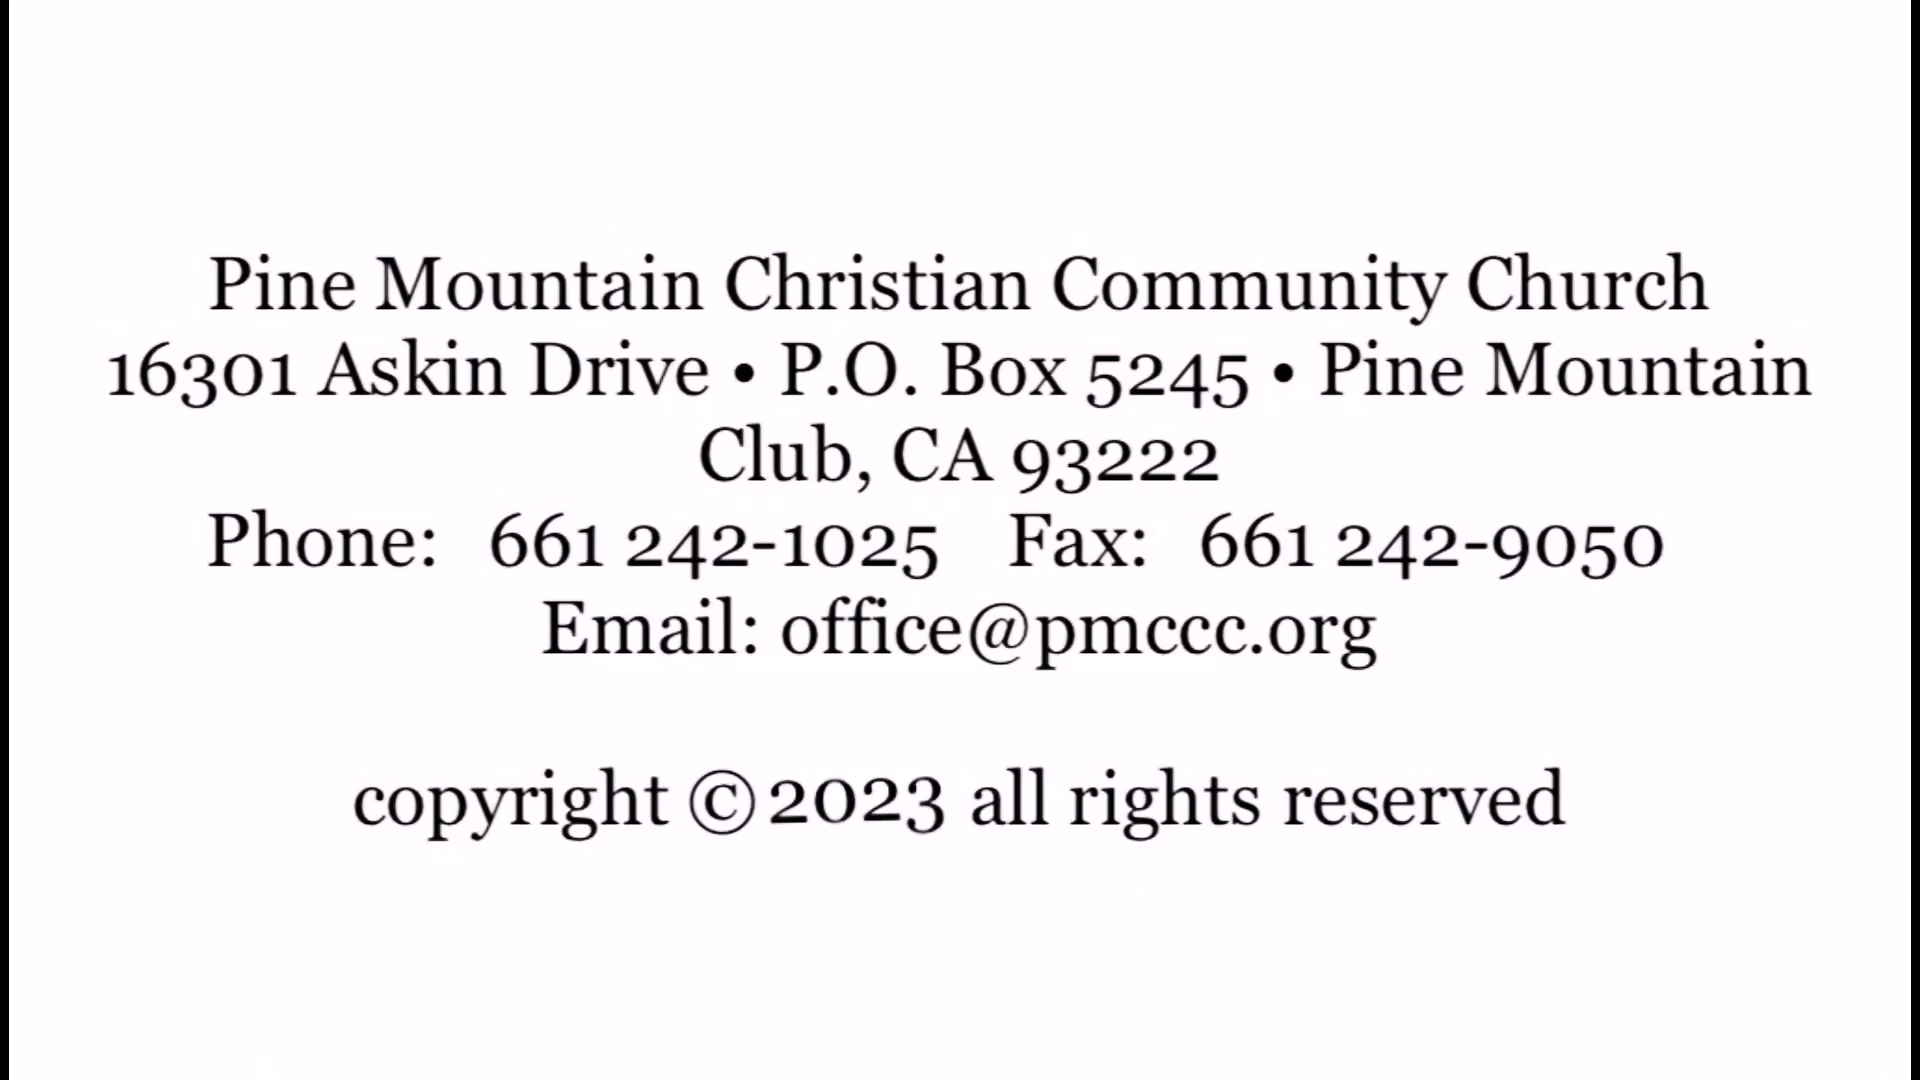 Pine Mountain Christian Community Church
16301 Askin Drive • P.O. Box 5245 • Pine Mountain
Club, CA 93222
Phone: 661 242-1025 Fax: 661 242-9050
Email: office@pmccc.org
copyright ©2023 all rights reserved